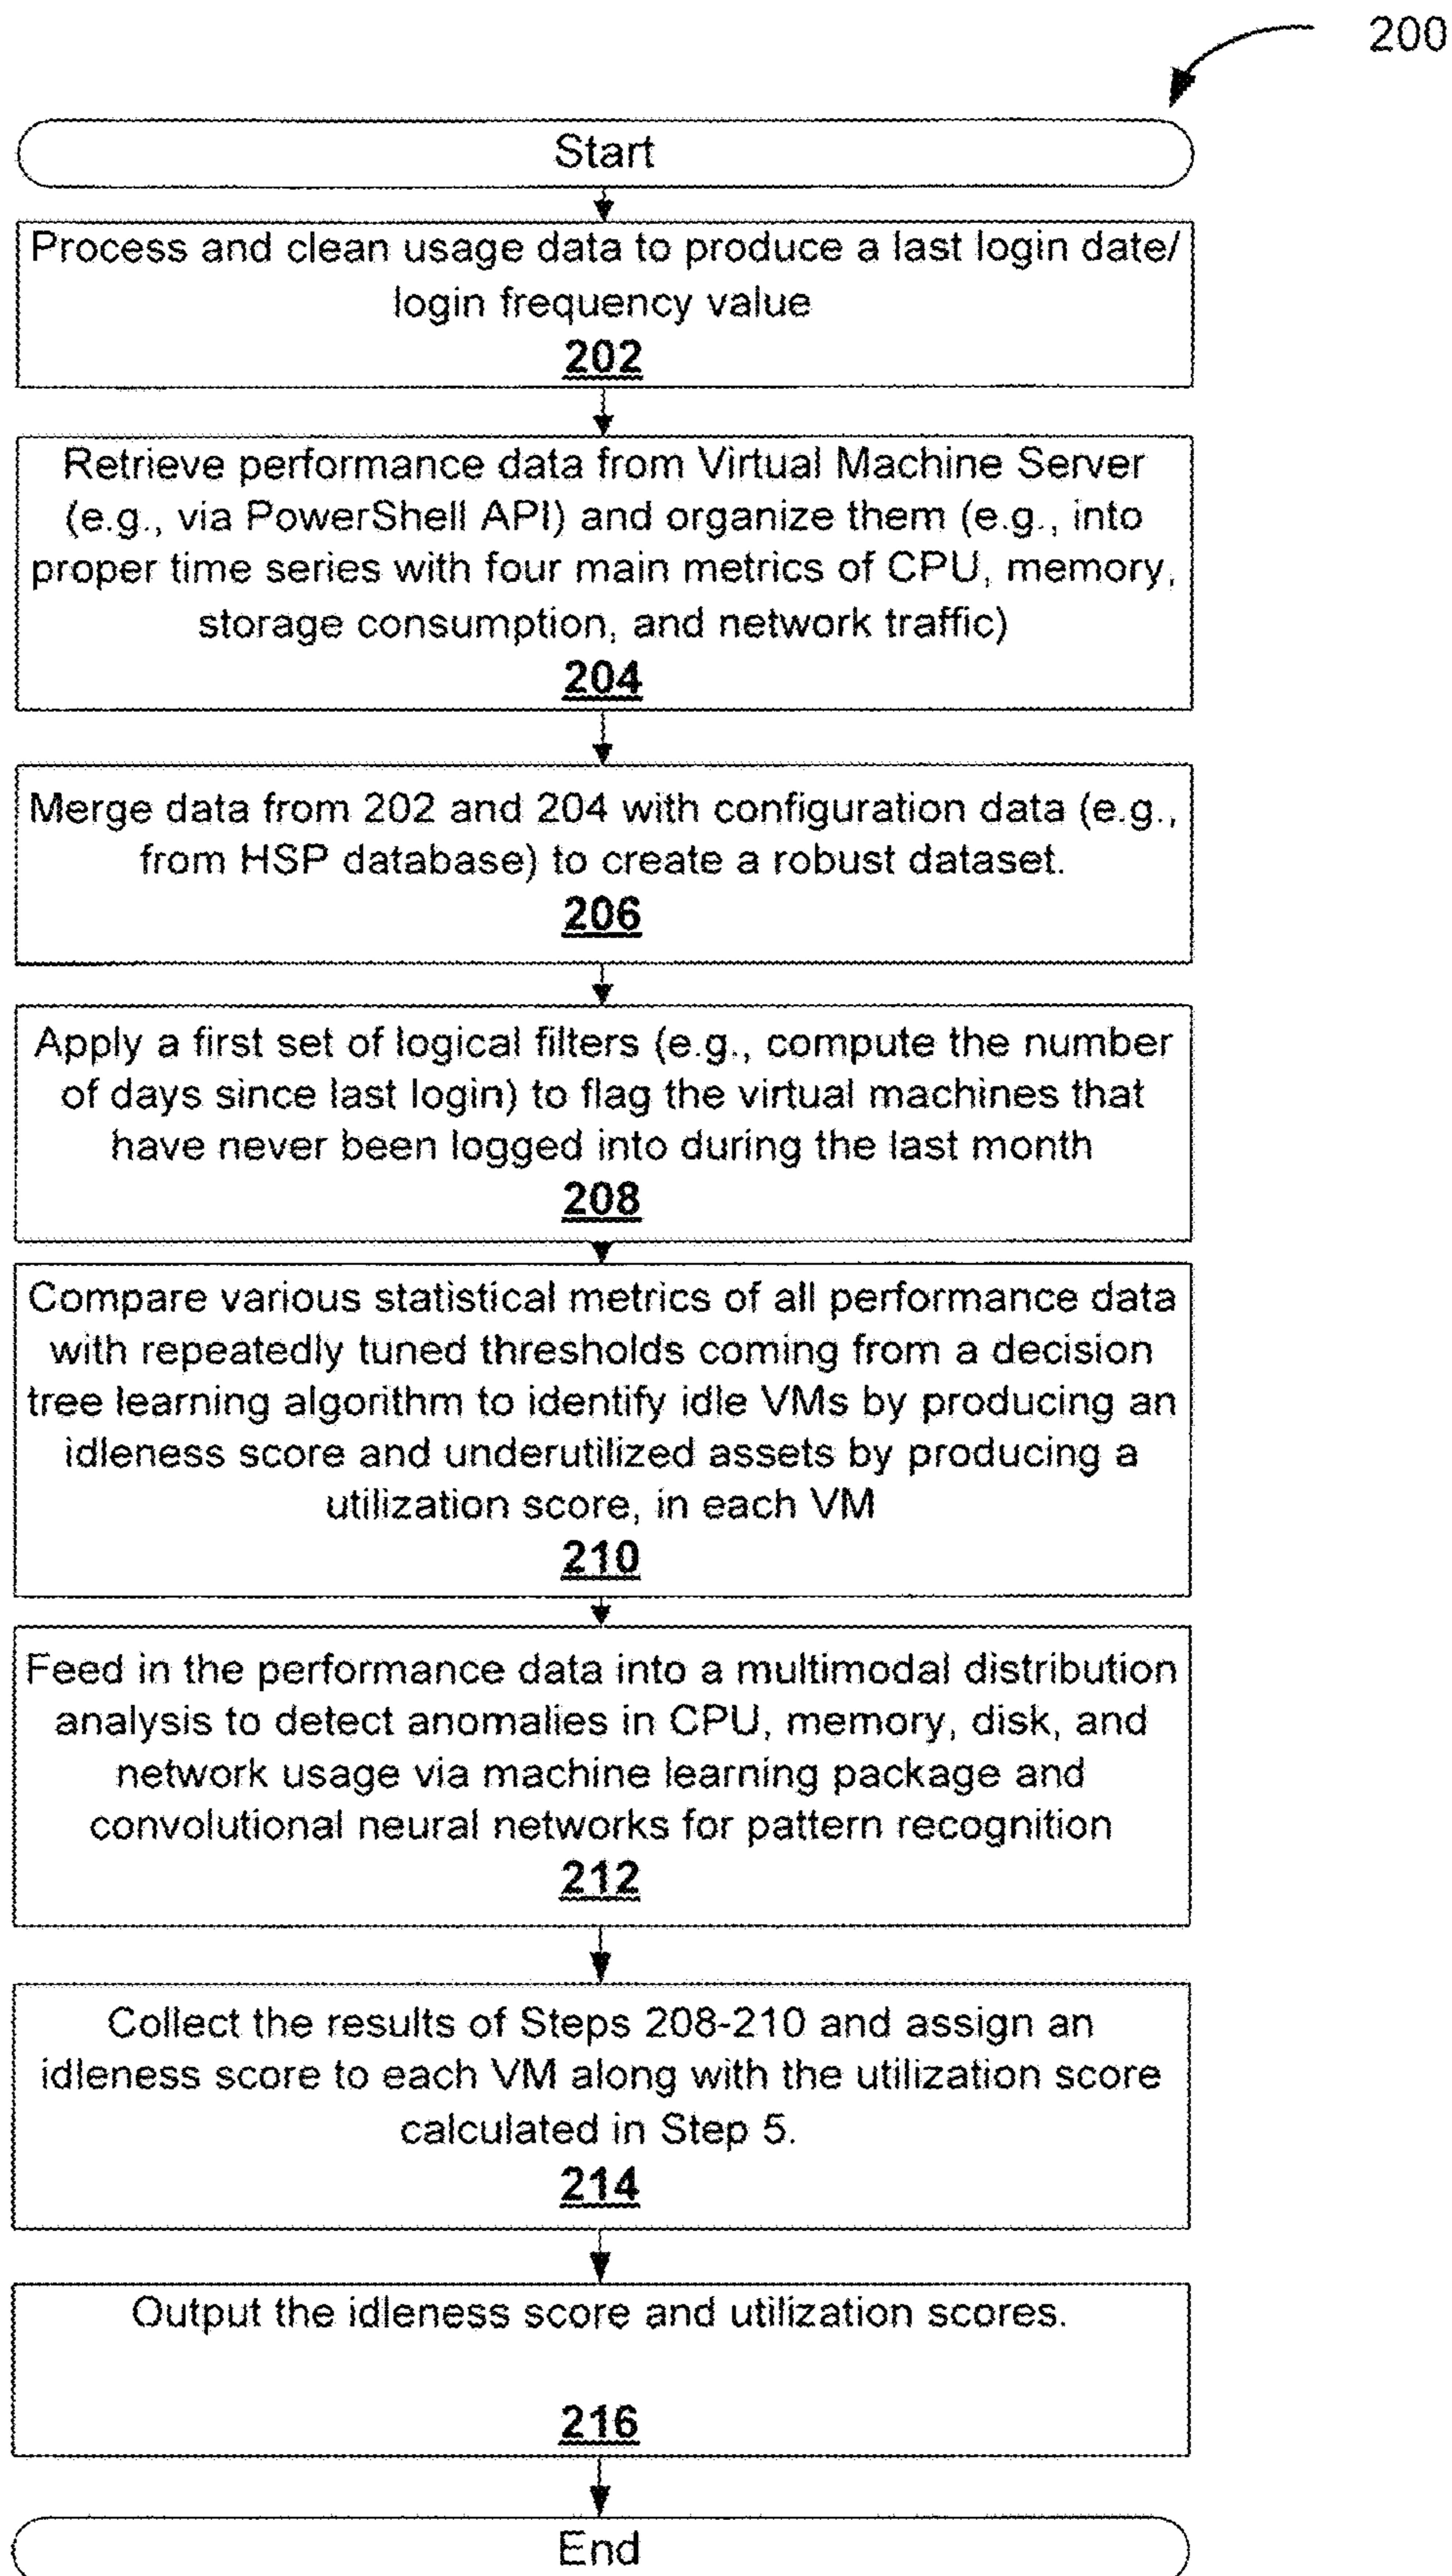 200
Start
Process and clean usage data to produce a last login date/
login frequency value
202
Retrieve performance data from Virtual Machine Server
(e.g., via PowerShell API) and organize them (e.g., into
proper time series with four main metrics of CPU, memory,
storage consumption, and network traffic)
204
Merge data from 202 and 204 with configuration data (e.g.,
from HSP database) to create a robust dataset.
206
Apply a first set of logical filters (e.g., compute the number
of days since last login) to flag the virtual machines that
have never been logged into during the last month
208
Compare various statistical metrics of all performance data
with repeatedly tuned thresholds coming from a decision
tree learning algorithm to identify idle VMs by producing an
idleness score and underutilized assets by producing a
utilization score, in each VM
210
Feed in the performance data into a multimodal distribution
analysis to detect anomalies in CPU, memory, disk, and
network usage via machine learning package and
convolutional neural networks for pattern recognition
212
Collect the results of Steps 208-210 and assign an
idleness score to each VM along with the utilization score
calculated in Step 5.
214
Output the idleness score and utilization scores.
216
End